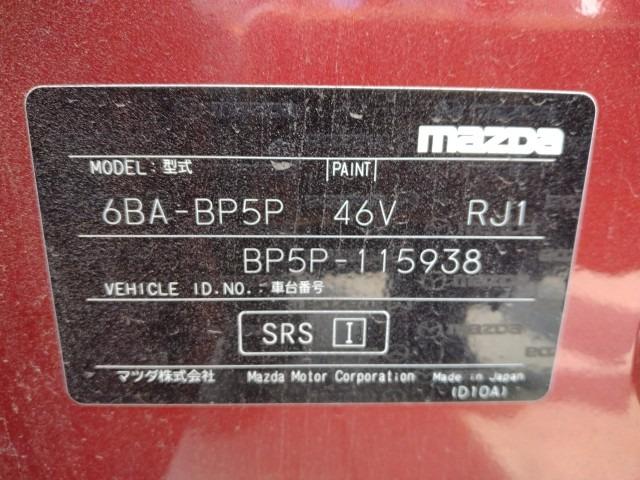 mazda
MODEL:型式 PAINT
6BA-BP5P 46V RJ1
BP5P-115938
VEHICLE ID.NO.:車台番号
SRS I
マツダ株式会社 Mazda Motor Corporation Made in Japan
(D10A)
mazda